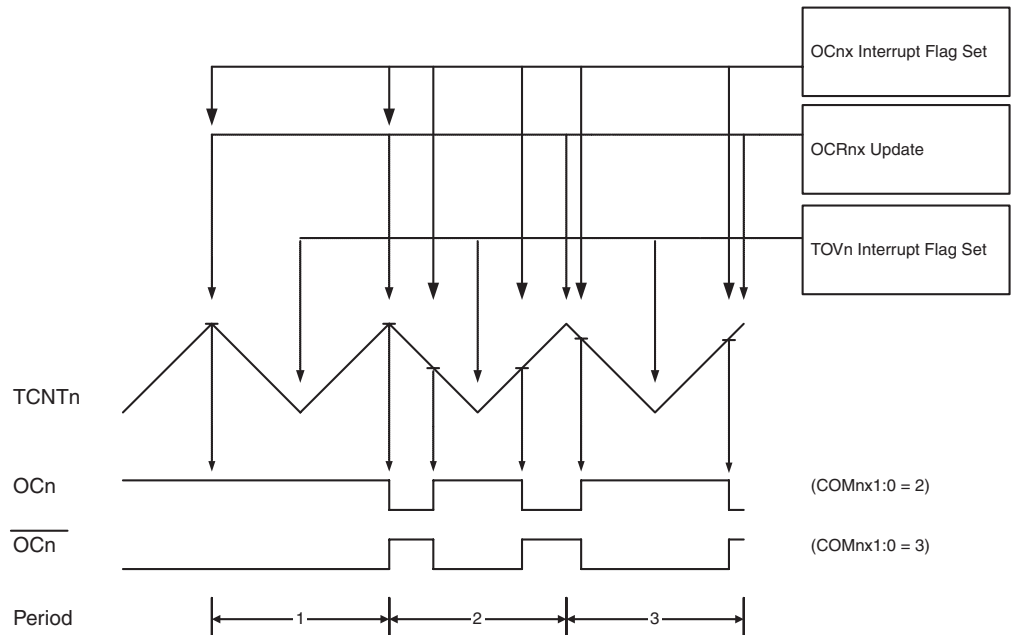 OCnx Interrupt Flag Set
OCRnx Update
TOVn Interrupt Flag Set
TCNTn
OCn
(COMnx1:0 = 2)
OCn
(COMnx1:0 = 3)
Period
1
2
3